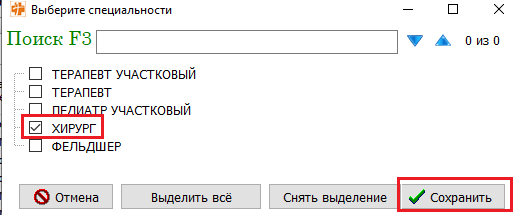 Выберите специальности
Поиск F3
0 из 0
ТЕРАПЕВТ УЧАСТКОВЫЙ
ТЕРАПЕВТ
ПЕДИАТР УЧАСТКОВЫЙ
ХИРУРГ
ФЕЛЬДШЕР
Отмена
Выделить всё
Снять выделение
Сохранить